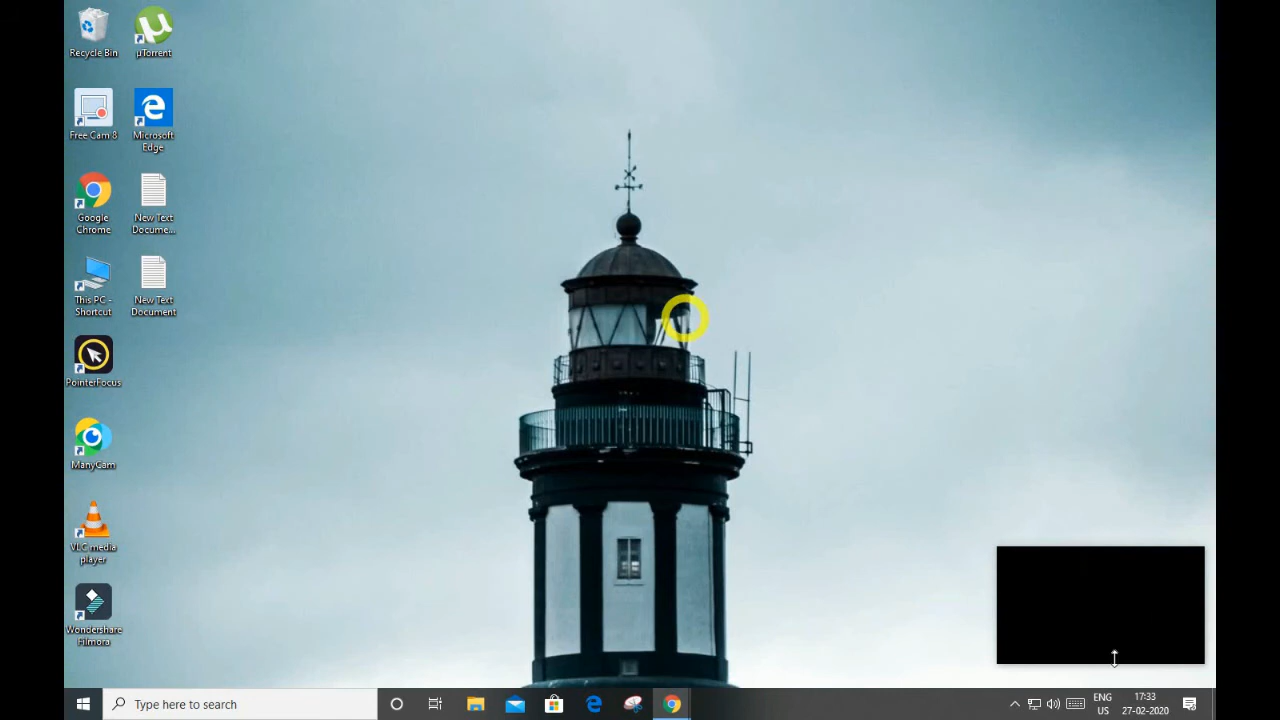 Recycle Bin
µTorrent
Free Cam 8
Microsoft
Edge
Google
Chrome
New Text
Docume...
This PC -
Shortcut
New Text
Document
PointerFocus
ManyCam
VLC media
player
Wondershare
Filmora
Type here to search
ENG
US
17:33
27-02-2020